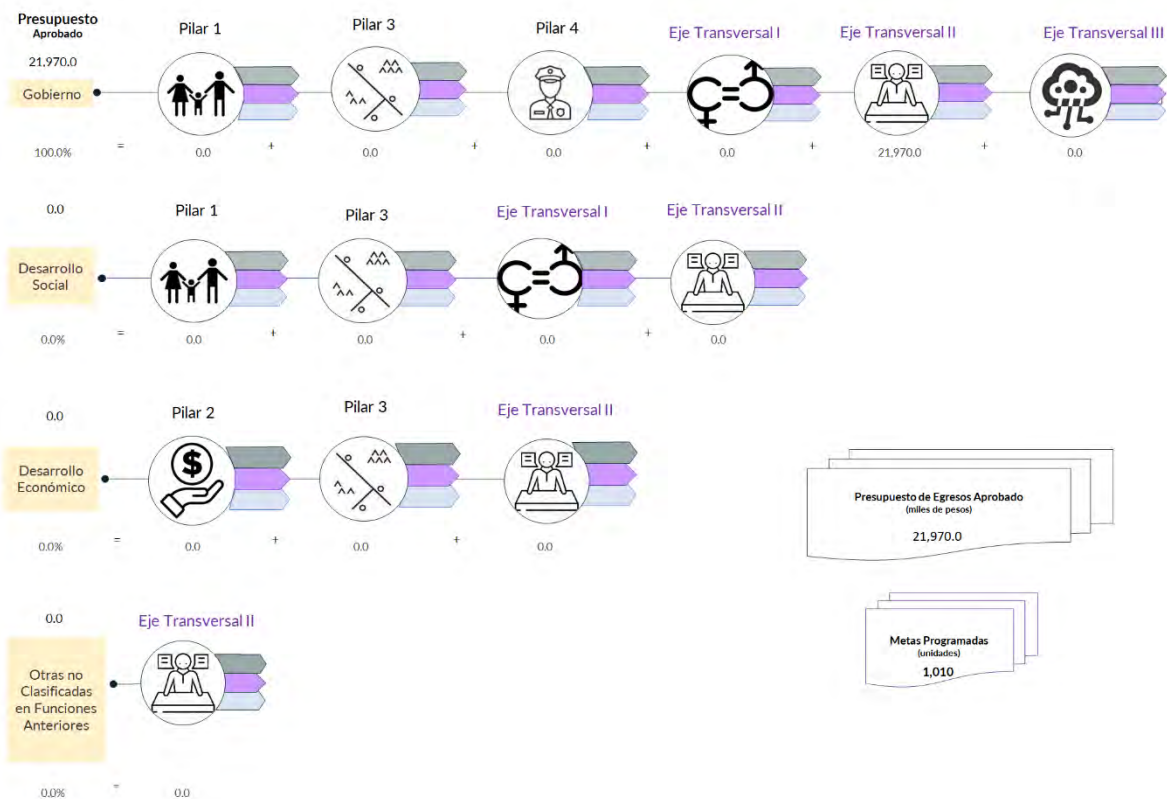 Presupuesto
Aprobado
21,970.0
Gobierno
100.0%
Pilar 1
Pilar 3
Pilar 4
Eje Transversal I
Eje Transversal II
Eje Transversal III
= 0.0 + 0.0 + 0.0 + 0.0 + 21,970.0 + 0.0
0.0
Desarrollo
Social
0.0%
Pilar 1
Pilar 3
Eje Transversal I
Eje Transversal II
= 0.0 + 0.0 + 0.0 + 0.0
0.0
Desarrollo
Económico
0.0%
Pilar 2
Pilar 3
Eje Transversal II
= 0.0 + 0.0 + 0.0
Presupuesto de Egresos Aprobado
(miles de pesos)
21,970.0
Metas Programadas
(unidades)
1,010
0.0
Otras no
Clasificadas
en Funciones
Anteriores
0.0%
Eje Transversal II
= 0.0